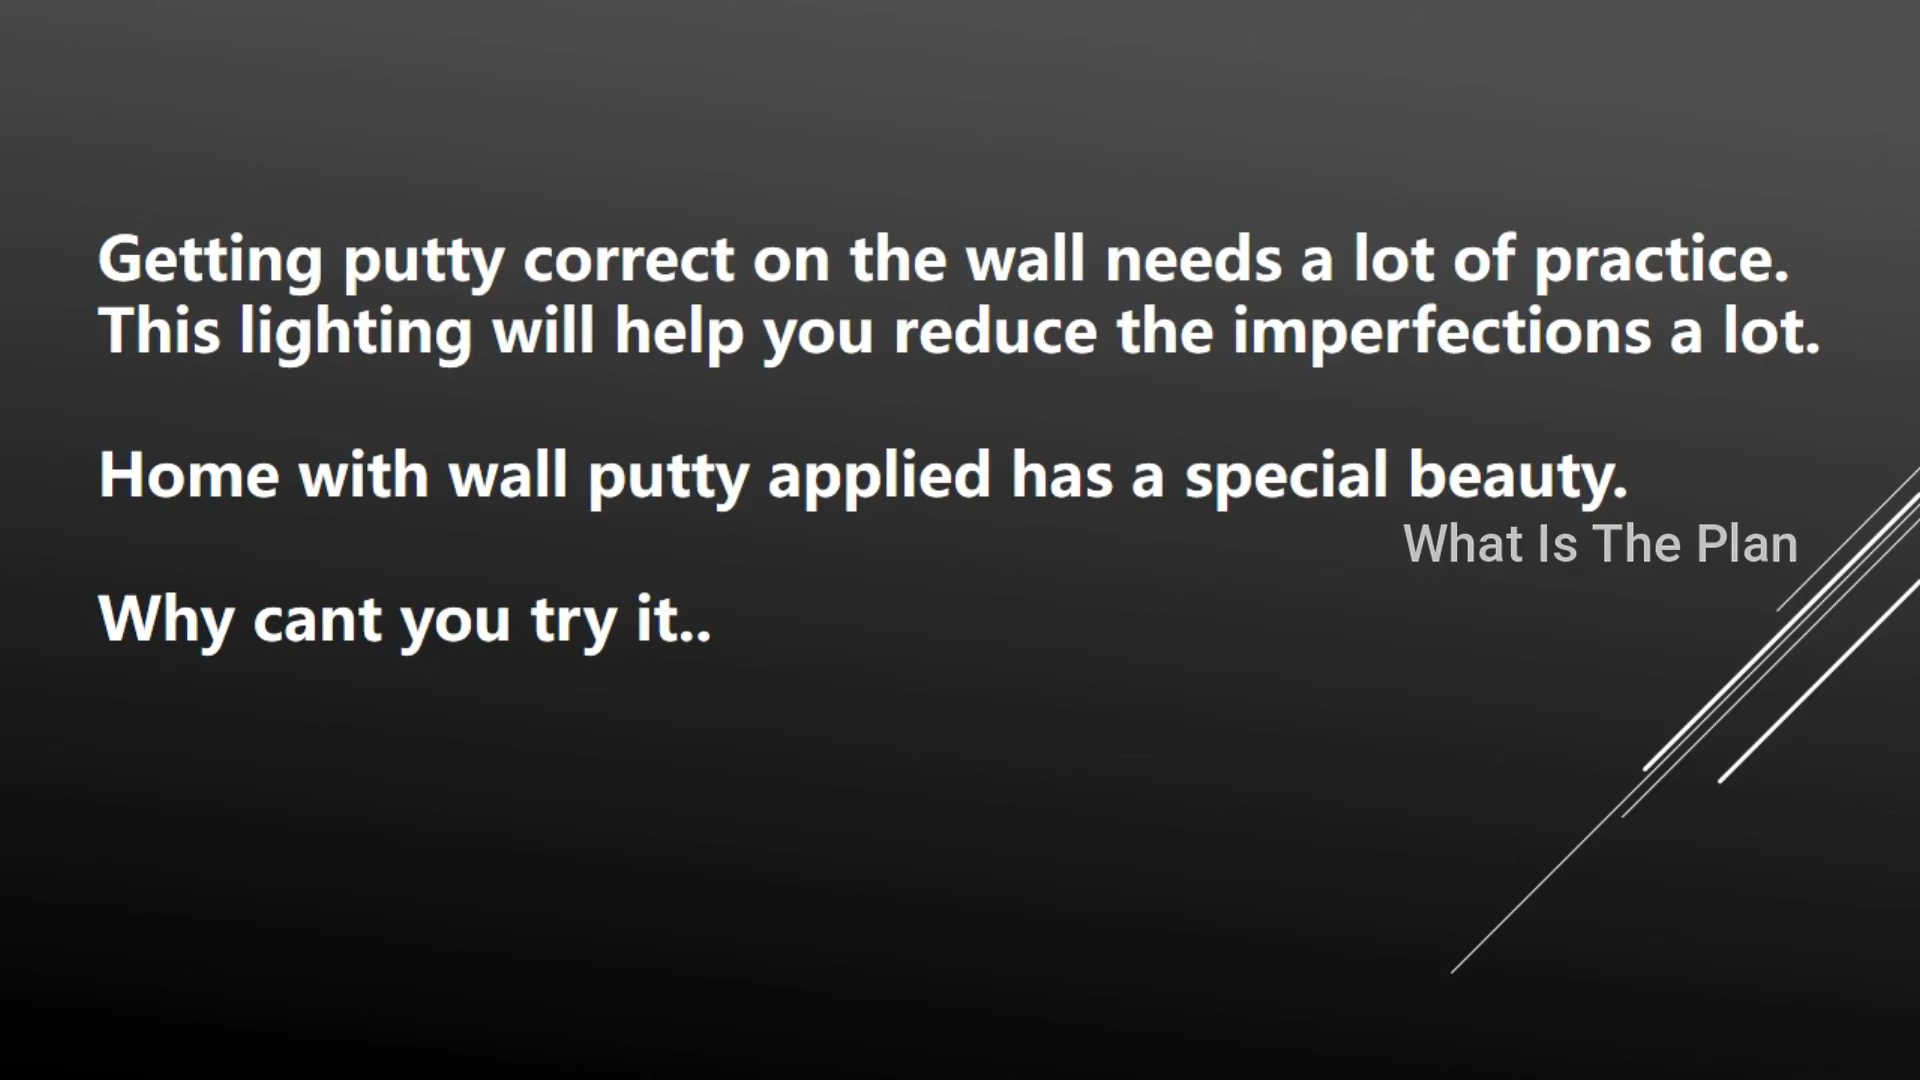 Getting putty correct on the wall needs a lot of practice.
This lighting will help you reduce the imperfections a lot.
Home with wall putty applied has a special beauty.
What Is The Plan
Why cant you try it..